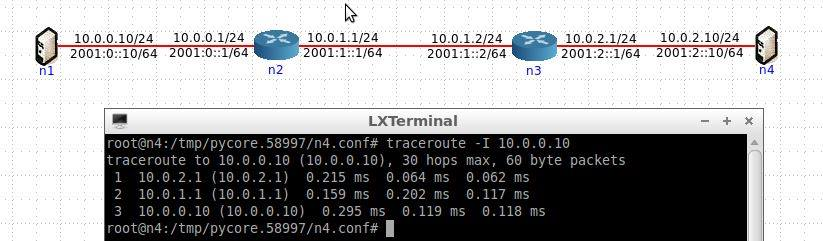 10.0.0.10/24 10.0.0.1/24 10.0.1.1/24 10.0.1.2/24 10.0.2.1/24 10.0.2.10/24
2001:0::10/64 2001:0::1/64 2001:1::1/64 2001:1::2/64 2001:2::1/64 2001:2::10/64
n1 n2 n3 n4
LXTerminal
root@n4:/tmp/pycore.58997/n4.conf# traceroute -I 10.0.0.10
traceroute to 10.0.0.10 (10.0.0.10), 30 hops max, 60 byte packets
1 10.0.2.1 (10.0.2.1) 0.215 ms 0.064 ms 0.062 ms
2 10.0.1.1 (10.0.1.1) 0.159 ms 0.202 ms 0.117 ms
3 10.0.0.10 (10.0.0.10) 0.295 ms 0.119 ms 0.118 ms
root@n4:/tmp/pycore.58997/n4.conf#